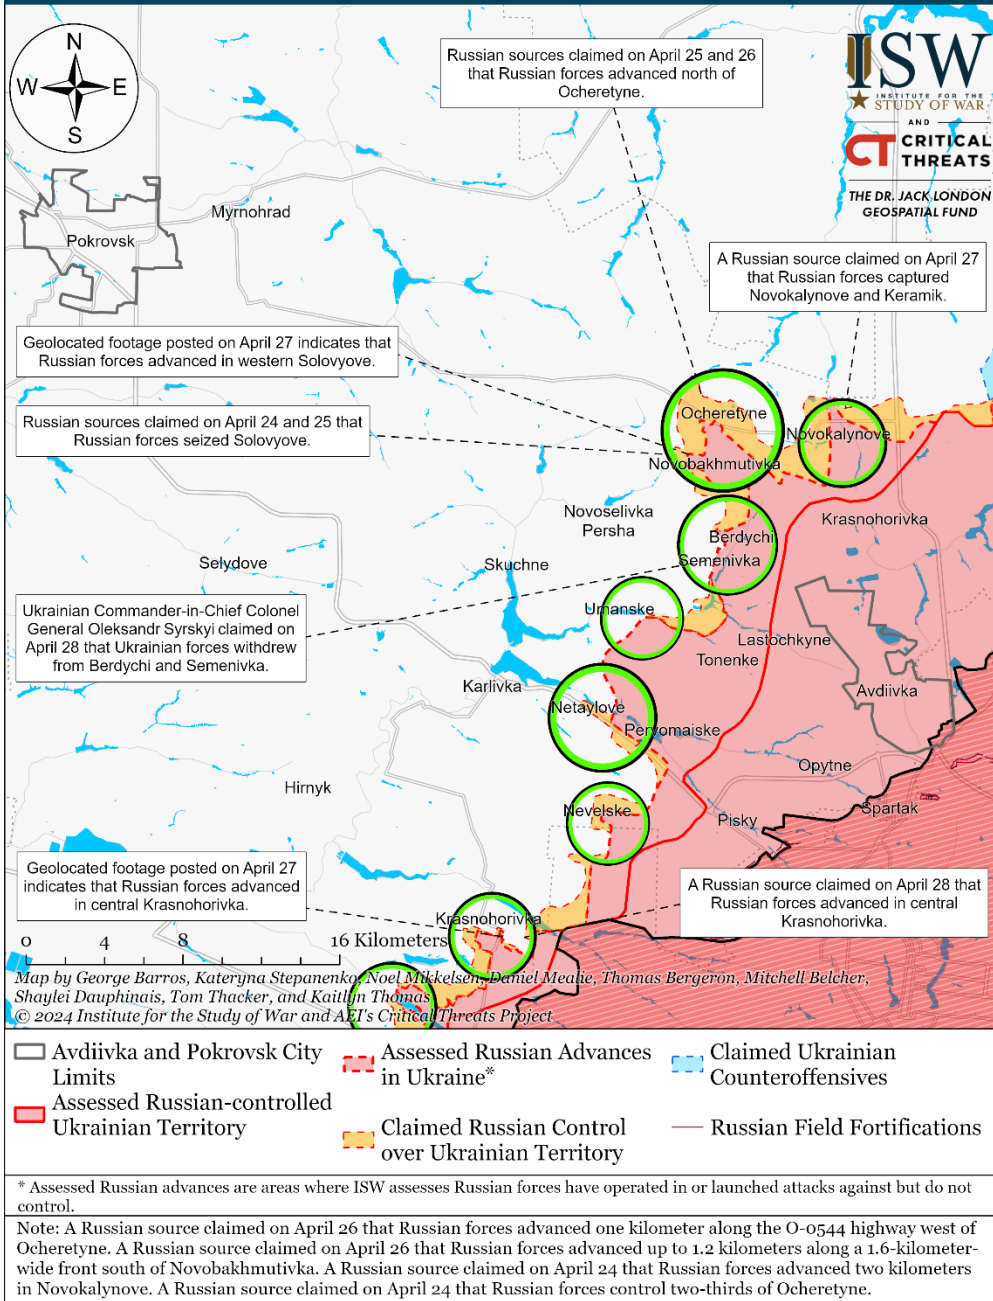 N
W
E
S
Russian sources claimed on April 25 and 26
that Russian forces advanced north of
Ocheretyne.
ISW
INSTITUTE FOR THE
STUDY OF WAR
AND
CT CRITICAL
THREATS
THE DR. JACK LONDON
GEOSPATIAL FUND
Myrnohrad
Pokrovsk
A Russian source claimed on April 27
that Russian forces captured
Novokalynove and Keramik.
Geolocated footage posted on April 27 indicates that
Russian forces advanced in western Solovyove.
Russian sources claimed on April 24 and 25 that
Russian forces seized Solovyove.
Ocheretyne
Novokalynove
Novobakhmutivka
Novoselivka
Persha
Krasnohorivka
Berdychi
Semenivka
Selydove
Skuchne
Ukrainian Commander-in-Chief Colonel
General Oleksandr Syrskyi claimed on
April 28 that Ukrainian forces withdrew
from Berdychi and Semenivka.
Umanske
Lastochkyne
Tonenke
Karlivka
Avdiivka
Netaylove
Pervomaiske
Opytne
Hirnyk
Nevelske
Pisky
Spartak
Geolocated footage posted on April 27
indicates that Russian forces advanced
in central Krasnohorivka.
A Russian source claimed on April 28 that
Russian forces advanced in central
Krasnohorivka.
Krasnohorivka
0 4 8 16 Kilometers
Map by George Barros, Kateryna Stepanenko, Noel Mikkelsen, Daniel Mealie, Thomas Bergeron, Mitchell Belcher,
Shaylei Dauphinais, Tom Thacker, and Kaitlyn Thomas
© 2024 Institute for the Study of War and AEI's Critical Threats Project
Avdiivka and Pokrovsk City
Limits
Assessed Russian-controlled
Ukrainian Territory
Assessed Russian Advances
in Ukraine*
Claimed Russian Control
over Ukrainian Territory
Claimed Ukrainian
Counteroffensives
Russian Field Fortifications
* Assessed Russian advances are areas where ISW assesses Russian forces have operated in or launched attacks against but do not
control.
Note: A Russian source claimed on April 26 that Russian forces advanced one kilometer along the O-0544 highway west of
Ocheretyne. A Russian source claimed on April 26 that Russian forces advanced up to 1.2 kilometers along a 1.6-kilometer-
wide front south of Novobakhmutivka. A Russian source claimed on April 24 that Russian forces advanced two kilometers
in Novokalynove. A Russian source claimed on April 24 that Russian forces control two-thirds of Ocheretyne.